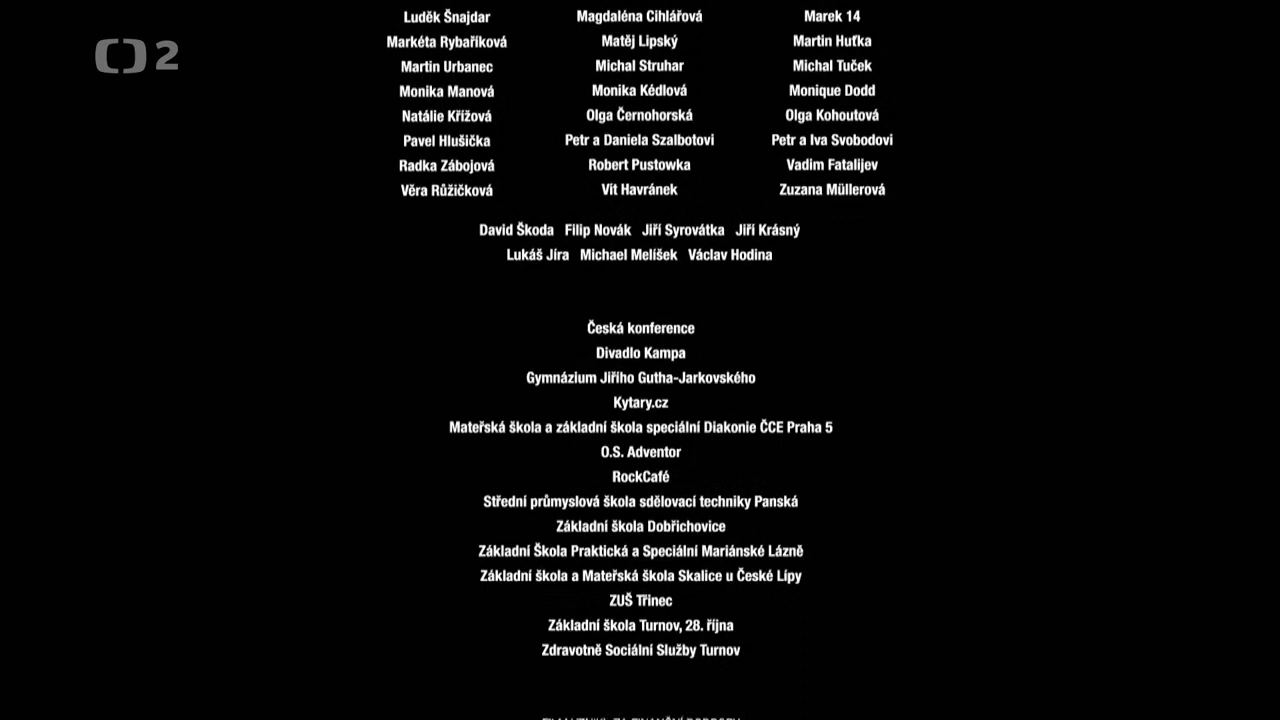 Luděk Šnajdar Magdaléna Cihlářová Marek 14
Markéta Rybaříková Matěj Lipský Martin Huťka
Martin Urbanec Michal Struhar Michal Tuček
Monika Manová Monika Kédlová Monique Dodd
Natálie Křížová Olga Černohorská Olga Kohoutová
Pavel Hlušička Petr a Daniela Szalbotovi Petr a Iva Svobodovi
Radka Zábojová Robert Pustowka Vadim Fatalijev
Věra Růžičková Vít Havránek Zuzana Müllerová
2
David Škoda Filip Novák Jiří Syrovátka Jiří Krásný
Lukáš Jíra Michael Melíšek Václav Hodina
Česká konference
Divadlo Kampa
Gymnázium Jiřího Gutha-Jarkovského
Kytary.cz
Mateřská škola a základní škola speciální Diakonie ČCE Praha 5
O.S. Adventor
RockCafé
Střední průmyslová škola sdělovací techniky Panská
Základní škola Dobřichovice
Základní Škola Praktická a Speciální Mariánské Lázně
Základní škola a Mateřská škola Skalice u České Lípy
ZUŠ Třinec
Základní škola Turnov, 28. října
Zdravotně Sociální Služby Turnov